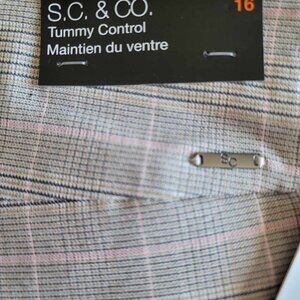 16
S.C. & CO.
Tummy Control
Maintien du ventre
SC